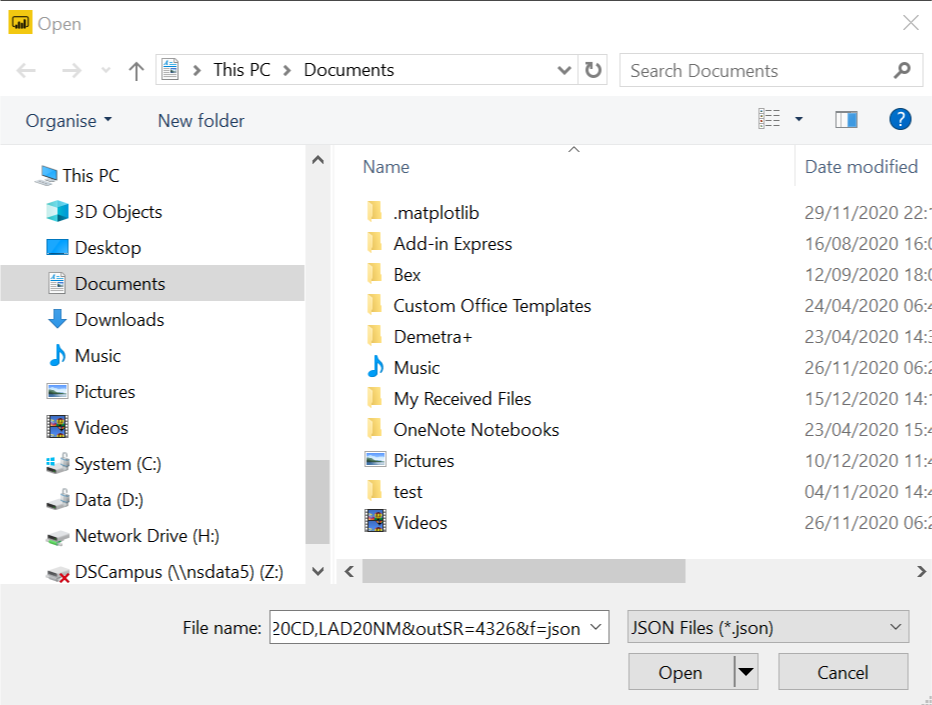 Open
This PC > Documents
Search Documents
Organise
New folder
?
Name
Date modified
This PC
3D Objects
Desktop
Documents
Downloads
Music
Pictures
Videos
System (C:)
Data (D:)
Network Drive (H:)
DSCampus (\\nsdata5) (Z:)
.matplotlib 29/11/2020 22:1
Add-in Express 16/08/2020 16:0
Bex 12/09/2020 18:0
Custom Office Templates 24/04/2020 06:4
Demetra+ 23/04/2020 14:3
Music 26/11/2020 06:2
My Received Files 15/12/2020 14:1
OneNote Notebooks 23/04/2020 15:4
Pictures 10/12/2020 11:4
test 04/11/2020 14:4
Videos 26/11/2020 06:2
File name: 20CD,LAD20NM&outSR=4326&f=json
JSON Files (*.json)
Open
Cancel